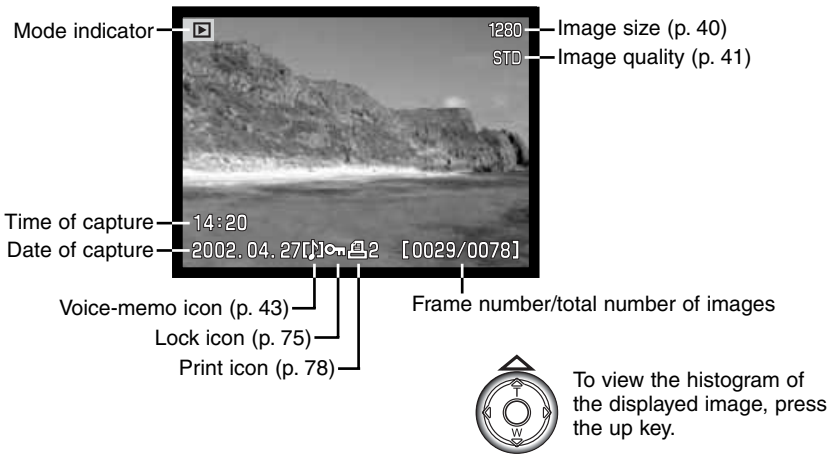 Mode indicator
1280
Image size (p. 40)
STD
Image quality (p. 41)
Time of capture
14:20
Date of capture
2002.04.27
2
[0029/0078]
Voice-memo icon (p. 43)
Frame number/total number of images
Lock icon (p. 75)
Print icon (p. 78)
T
W
To view the histogram of
the displayed image, press
the up key.